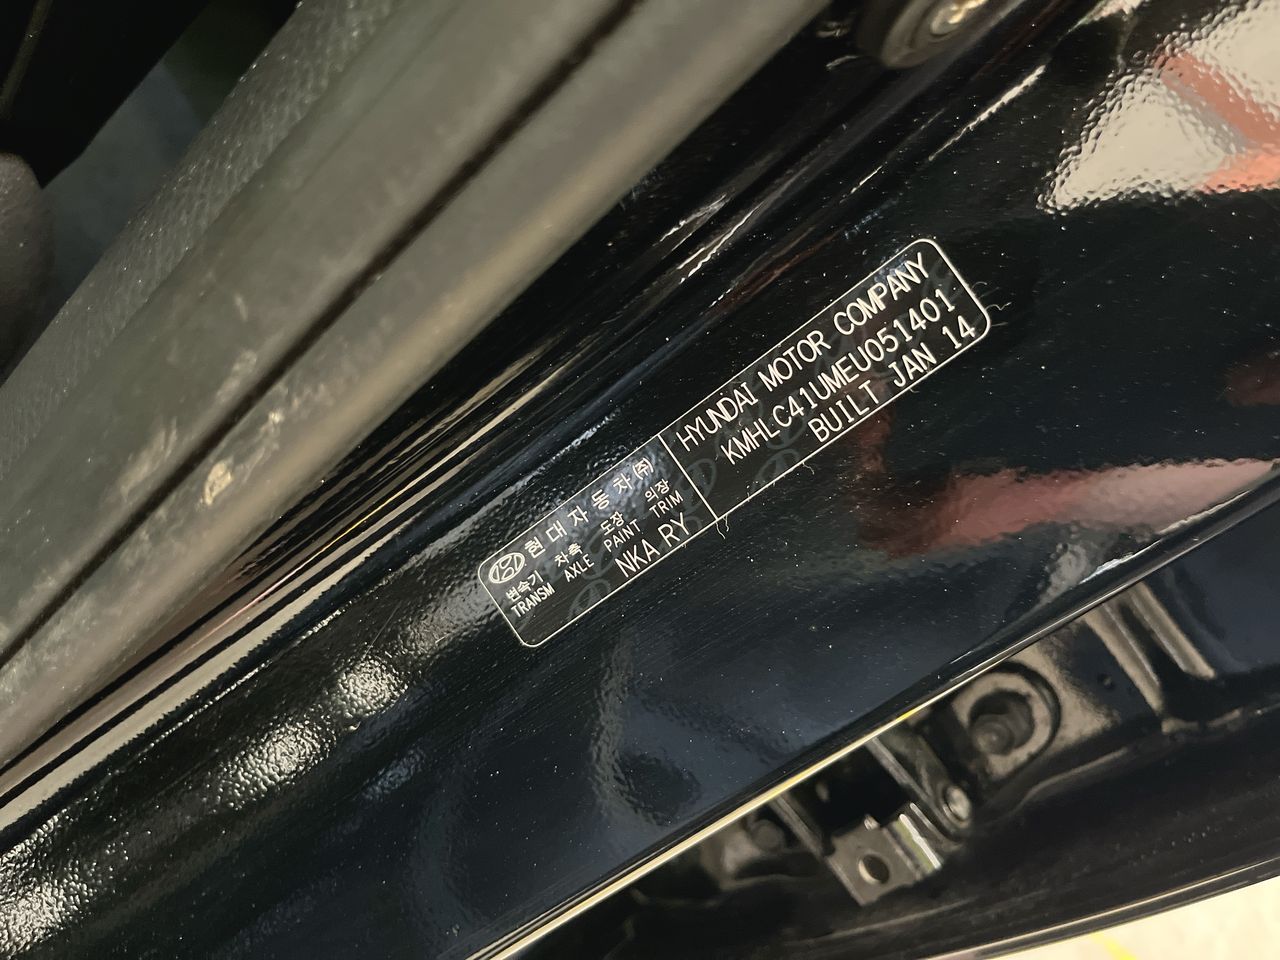 현대자동차(주)
변속기 차축 도장 의장
TRANSM AXLE PAINT TRIM
NKA RY
HYUNDAI MOTOR COMPANY
KMHLC41UMEU051401
BUILT JAN 14